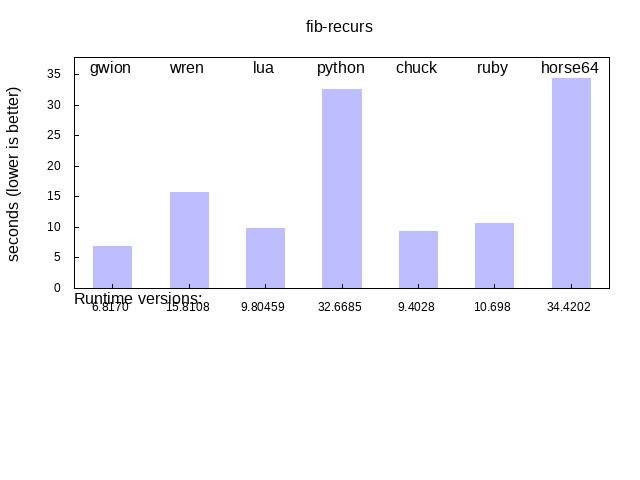 fib-recurs
gwion wren lua python chuck ruby horse64
seconds (lower is better)
35
30
25
20
15
10
5
0
Runtime versions:
6.8170 15.8108 9.80459 32.6685 9.4028 10.698 34.4202